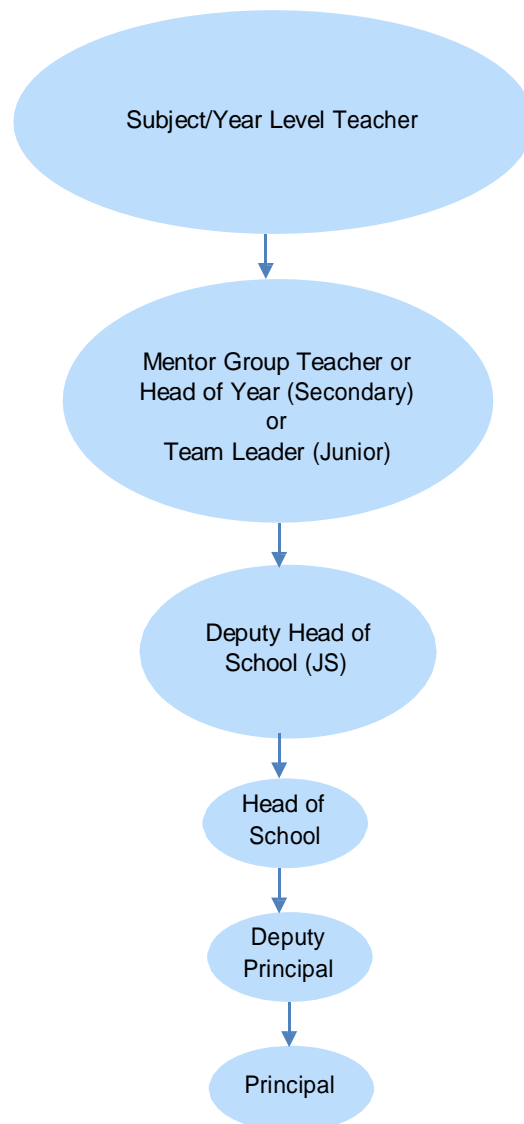 Subject/Year Level Teacher
Mentor Group Teacher or
Head of Year (Secondary)
or
Team Leader (Junior)
Deputy Head of
School (JS)
Head of
School
Deputy
Principal
Principal